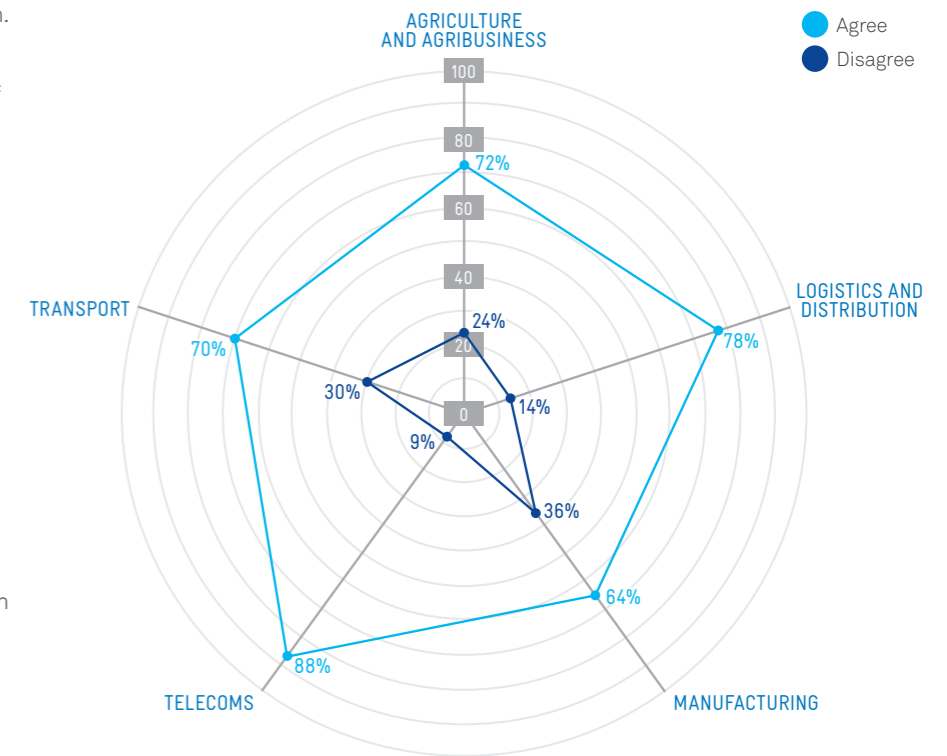 AGRICULTURE
AND AGRIBUSINESS
Agree
Disagree
100
80
72%
60
40
24%
20
0
LOGISTICS AND
DISTRIBUTION
78%
14%
TRANSPORT
70%
30%
9%
36%
64%
88%
TELECOMS
MANUFACTURING